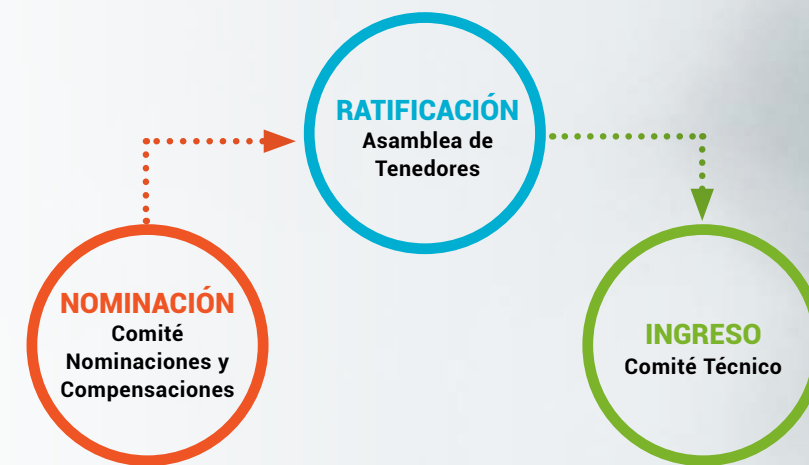 NOMINACIÓN
Comité
Nominaciones y
Compensaciones
RATIFICACIÓN
Asamblea de
Tenedores
INGRESO
Comité Técnico